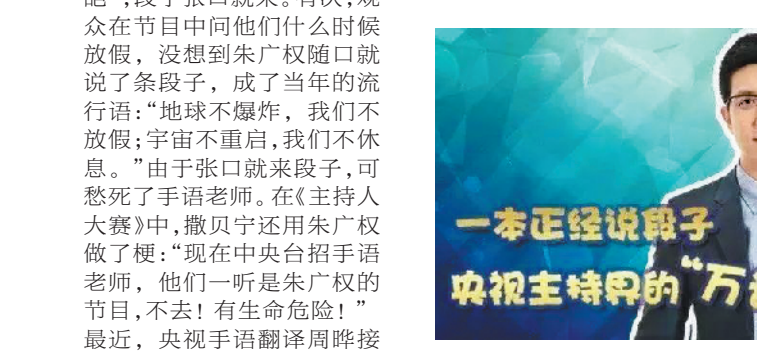 ,段子张口就来。有次,观
众在节目中问他们什么时候
放假，没想到朱广权随口就
说了条段子，成了当年的流
行语:“地球不爆炸，我们不
放假;宇宙不重启,我们不休
息。”由于张口就来段子,可
愁死了手语老师。在《主持人
大赛》中,撒贝宁还用朱广权
做了梗:“现在中央台招手语
老师，他们一听是朱广权的
节目,不去！有生命危险！”
最近，央视手语翻译周晔接
一本正经说段子
央视主持界的“万